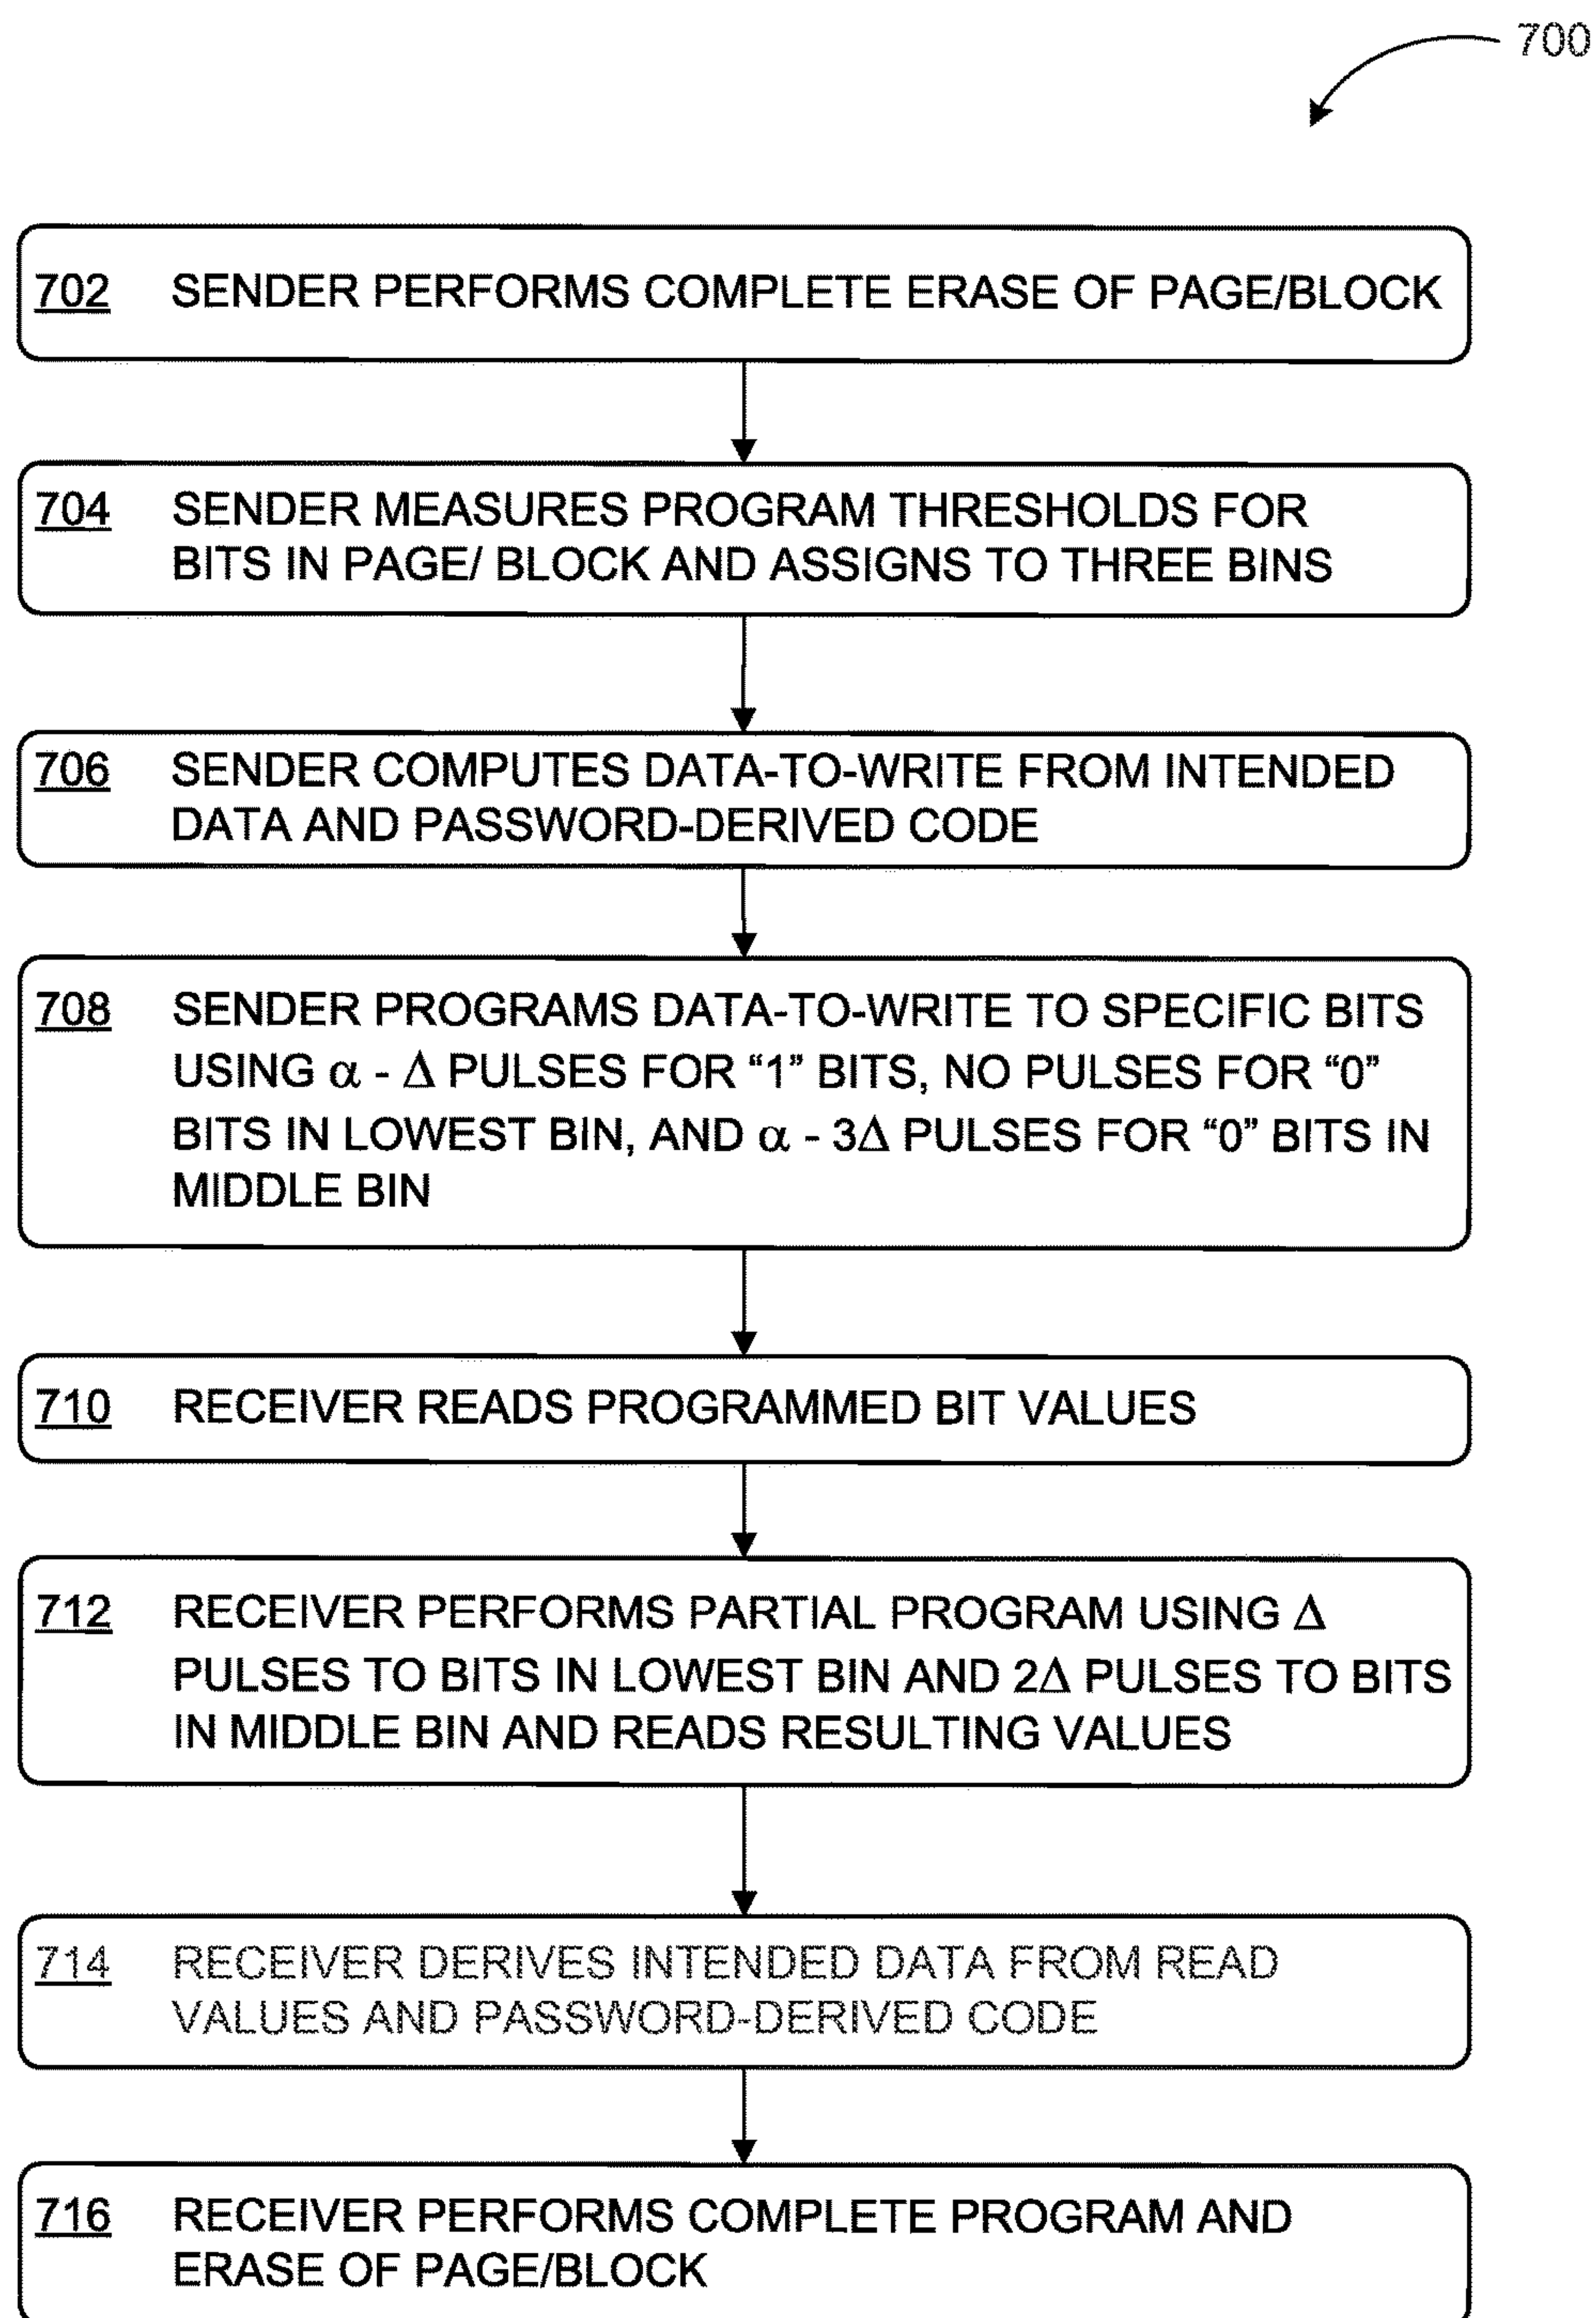 700
702 SENDER PERFORMS COMPLETE ERASE OF PAGE/BLOCK
704 SENDER MEASURES PROGRAM THRESHOLDS FOR
BITS IN PAGE/ BLOCK AND ASSIGNS TO THREE BINS
706 SENDER COMPUTES DATA-TO-WRITE FROM INTENDED
DATA AND PASSWORD-DERIVED CODE
708 SENDER PROGRAMS DATA-TO-WRITE TO SPECIFIC BITS
USING α - Δ PULSES FOR “1” BITS, NO PULSES FOR “0”
BITS IN LOWEST BIN, AND α - 3Δ PULSES FOR “0” BITS IN
MIDDLE BIN
710 RECEIVER READS PROGRAMMED BIT VALUES
712 RECEIVER PERFORMS PARTIAL PROGRAM USING Δ
PULSES TO BITS IN LOWEST BIN AND 2Δ PULSES TO BITS
IN MIDDLE BIN AND READS RESULTING VALUES
714 RECEIVER DERIVES INTENDED DATA FROM READ
VALUES AND PASSWORD-DERIVED CODE
716 RECEIVER PERFORMS COMPLETE PROGRAM AND
ERASE OF PAGE/BLOCK